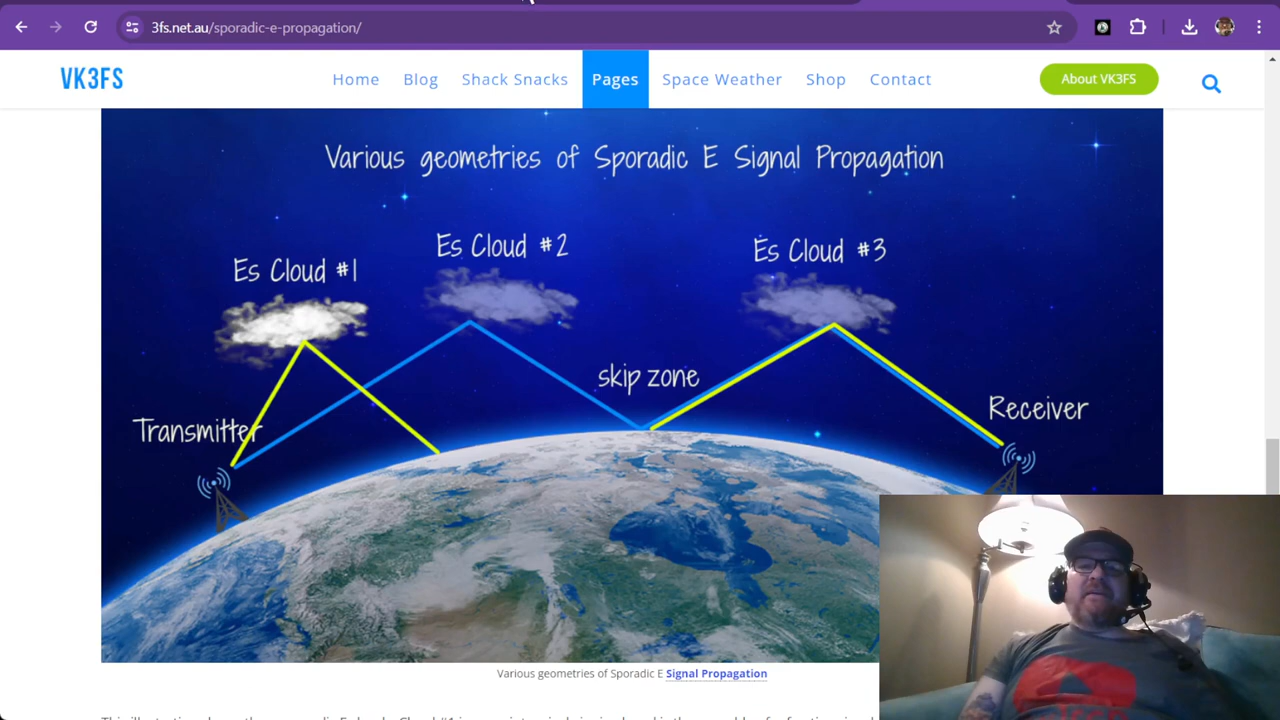 3fs.net.au/sporadic-e-propagation/
VK3FS
Home Blog Shack Snacks Pages Space Weather Shop Contact About VK3FS
Various geometries of Sporadic E Signal Propagation
Es Cloud #1
Es Cloud #2
Es Cloud #3
skip zone
Transmitter
Receiver
Various geometries of Sporadic E Signal Propagation